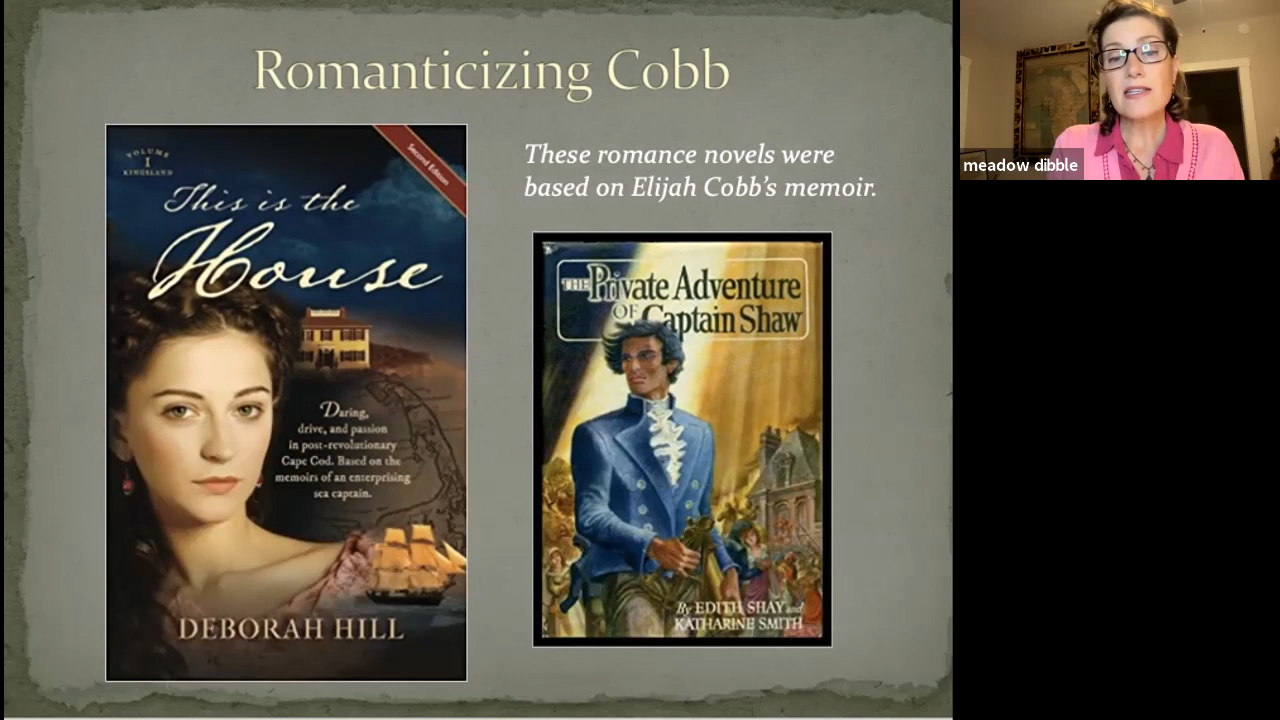 Romanticizing Cobb
VOLUME
I
KINGSLAND
Second Edition
This is the
House
Daring,
drive, and passion
in post-revolutionary
Cape Cod. Based on the
memoirs of an enterprising
sea captain.
DEBORAH HILL
These romance novels were
based on Elijah Cobb's memoir.
THE Private Adventure
OF Captain Shaw
By EDITH SHAY and
KATHARINE SMITH
meadow dibble